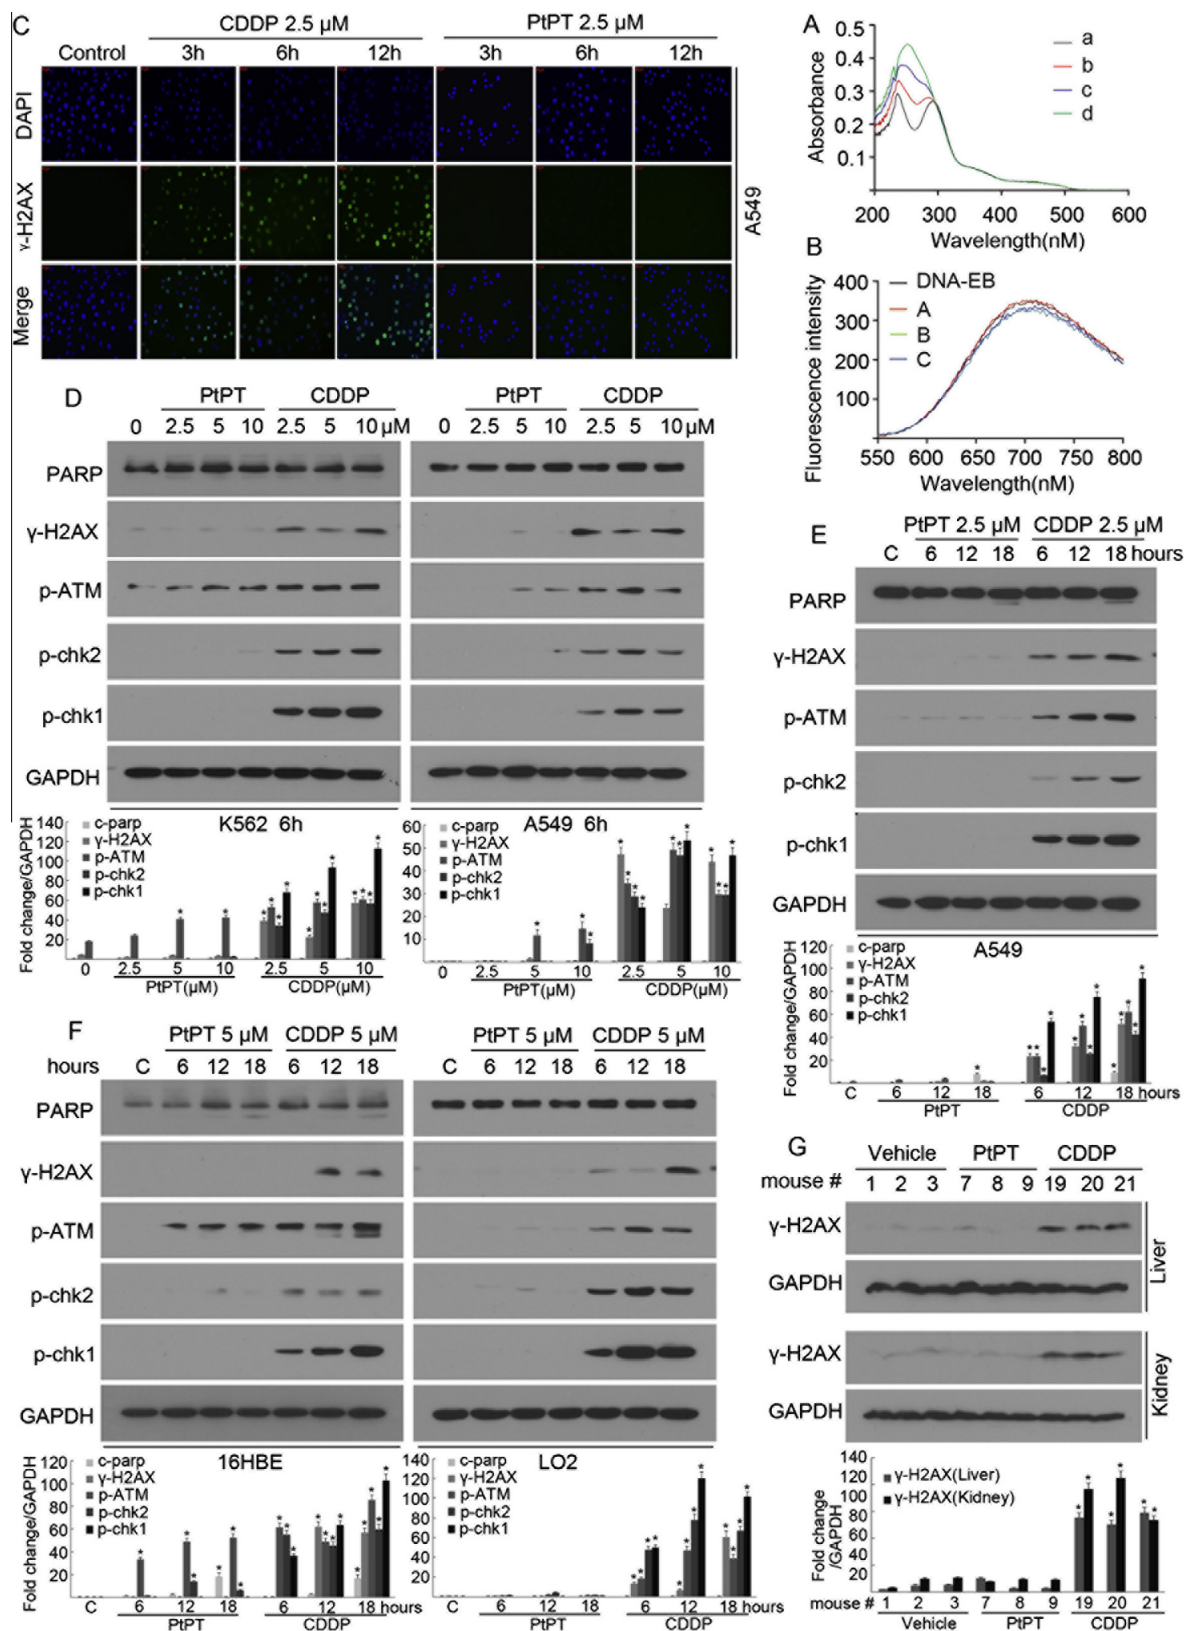 C
CDDP 2.5 μM PtPT 2.5 μM
Control 3h 6h 12h 3h 6h 12h
DAPI
γ-H2AX
Merge
A549
A
Absorbance
0.5
0.4
0.3
0.2
0.1
a
b
c
d
200 300 400 500 600
Wavelength(nM)
B
Fluorescence intensity
400
300
200
100
DNA-EB
A
B
C
550 600 650 700 750 800
Wavelength(nM)
D
PtPT CDDP PtPT CDDP
0 2.5 5 10 2.5 5 10 μM 0 2.5 5 10 2.5 5 10 μM
PARP
γ-H2AX
p-ATM
p-chk2
p-chk1
GAPDH
K562 6h
Fold change/GAPDH
140
120
100
80
60
40
20
c-parp
γ-H2AX
p-ATM
p-chk2
p-chk1
0 2.5 5 10 2.5 5 10
PtPT(μM) CDDP(μM)
A549 6h
60
50
40
30
20
10
c-parp
γ-H2AX
p-ATM
p-chk2
p-chk1
0 2.5 5 10 2.5 5 10
PtPT(μM) CDDP(μM)
E
PtPT 2.5 μM CDDP 2.5 μM
C 6 12 18 6 12 18 hours
PARP
γ-H2AX
p-ATM
p-chk2
p-chk1
GAPDH
A549
Fold change/GAPDH
120
100
80
60
40
20
c-parp
γ-H2AX
p-ATM
p-chk2
p-chk1
C 6 12 18 6 12 18 hours
PtPT CDDP
F
PtPT 5 μM CDDP 5 μM PtPT 5 μM CDDP 5 μM
hours C 6 12 18 6 12 18 C 6 12 18 6 12 18
PARP
γ-H2AX
p-ATM
p-chk2
p-chk1
GAPDH
16HBE
Fold change/GAPDH
120
100
80
60
40
20
c-parp
γ-H2AX
p-ATM
p-chk2
p-chk1
C 6 12 18 6 12 18 hours
PtPT CDDP
LO2
140
120
100
80
60
40
20
c-parp
γ-H2AX
p-ATM
p-chk2
p-chk1
C 6 12 18 6 12 18 hours
PtPT CDDP
G
Vehicle PtPT CDDP
mouse # 1 2 3 7 8 9 19 20 21
γ-H2AX
GAPDH
Liver
γ-H2AX
GAPDH
Kidney
Fold change
/GAPDH
140
120
100
80
60
40
20
γ-H2AX(Liver)
γ-H2AX(Kidney)
mouse # 1 2 3 7 8 9 19 20 21
Vehicle PtPT CDDP